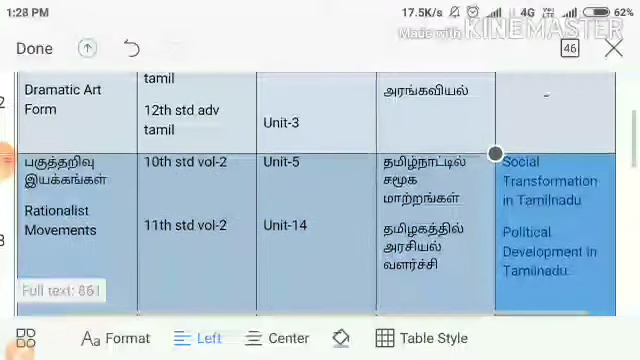 1:28 PM
17.5K/s
4G
62%
Made with KINEMASTER
Done
46
2
Dramatic Art
Form
tamil
12th std adv
tamil
Unit-3
அரங்கவியல்
-
3
பகுத்தறிவு
இயக்கங்கள்
Rationalist
Movements
10th std vol-2
11th std vol-2
Unit-5
Unit-14
தமிழ்நாட்டில்
சமூக
மாற்றங்கள்
தமிழகத்தில்
அரசியல்
வளர்ச்சி
Social
Transformation
in Tamilnadu
Political
Development in
Tamilnadu
Full text: 861
Aa Format
Left
Center
Table Style